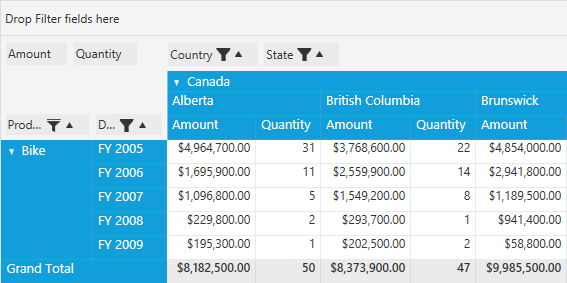 Drop Filter fields here
Amount Quantity Country State
Canada
Alberta British Columbia Brunswick
Prod... D... Amount Quantity Amount Quantity Amount
Bike FY 2005 $4,964,700.00 31 $3,768,600.00 22 $4,854,000.00
FY 2006 $1,695,900.00 11 $2,559,900.00 14 $2,941,800.00
FY 2007 $1,096,800.00 5 $1,549,200.00 8 $1,189,500.00
FY 2008 $229,800.00 2 $293,700.00 1 $941,400.00
FY 2009 $195,300.00 1 $202,500.00 2 $58,800.00
Grand Total $8,182,500.00 50 $8,373,900.00 47 $9,985,500.00